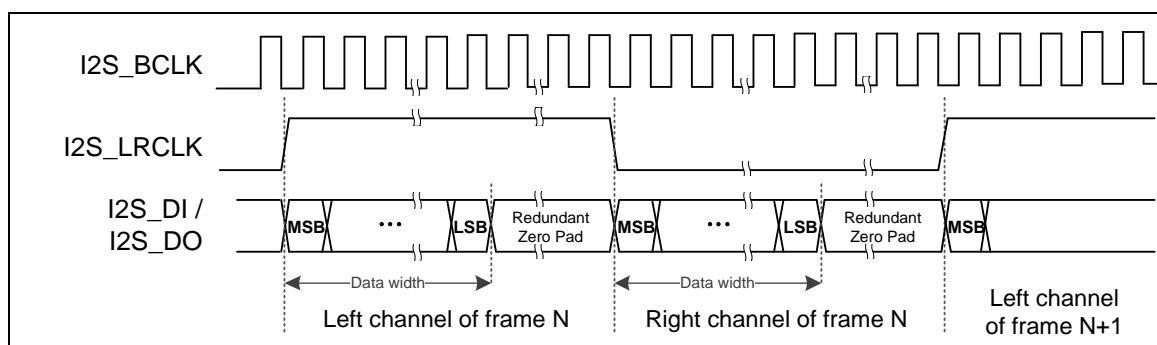 I2S_BCLK
I2S_LRCLK
I2S_DI /
I2S_DO
MSB ... LSB Redundant Zero Pad MSB ... LSB Redundant Zero Pad MSB
Data width Data width
Left channel of frame N Right channel of frame N Left channel
of frame N+1